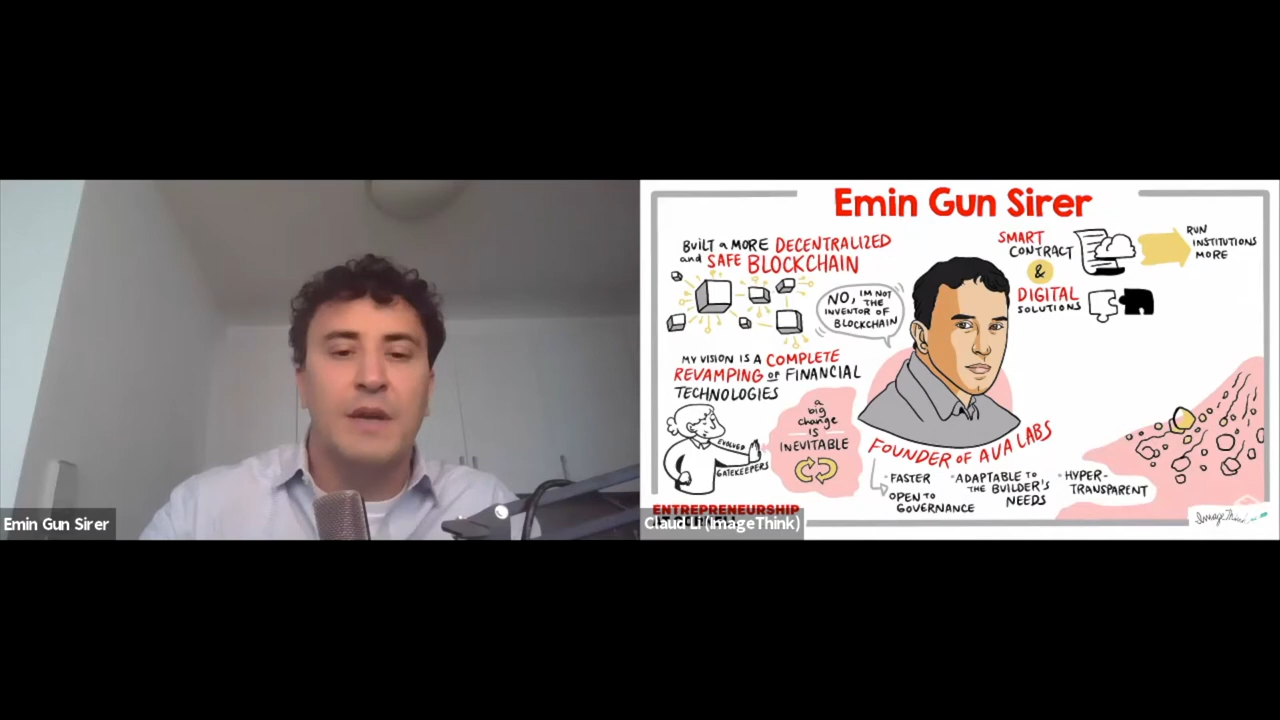 Emin Gun Sirer
Emin Gun Sirer
BUILT a MORE DECENTRALIZED
and SAFE BLOCKCHAIN
NO, I'M NOT
THE
INVENTOR OF
BLOCKCHAIN
SMART
CONTRACT
&
DIGITAL
SOLUTIONS
RUN
INSTITUTIONS
MORE
MY VISION IS A COMPLETE
REVAMPING OF FINANCIAL
TECHNOLOGIES
EVOLVED
GATEKEEPERS
a
big
change
IS
INEVITABLE
FOUNDER OF AVA LABS
• FASTER
• OPEN TO
GOVERNANCE
• ADAPTABLE TO
THE BUILDER'S
NEEDS
• HYPER-
TRANSPARENT
ENTREPRENEURSHIP
Claud Li (ImageThink)
ImageThink